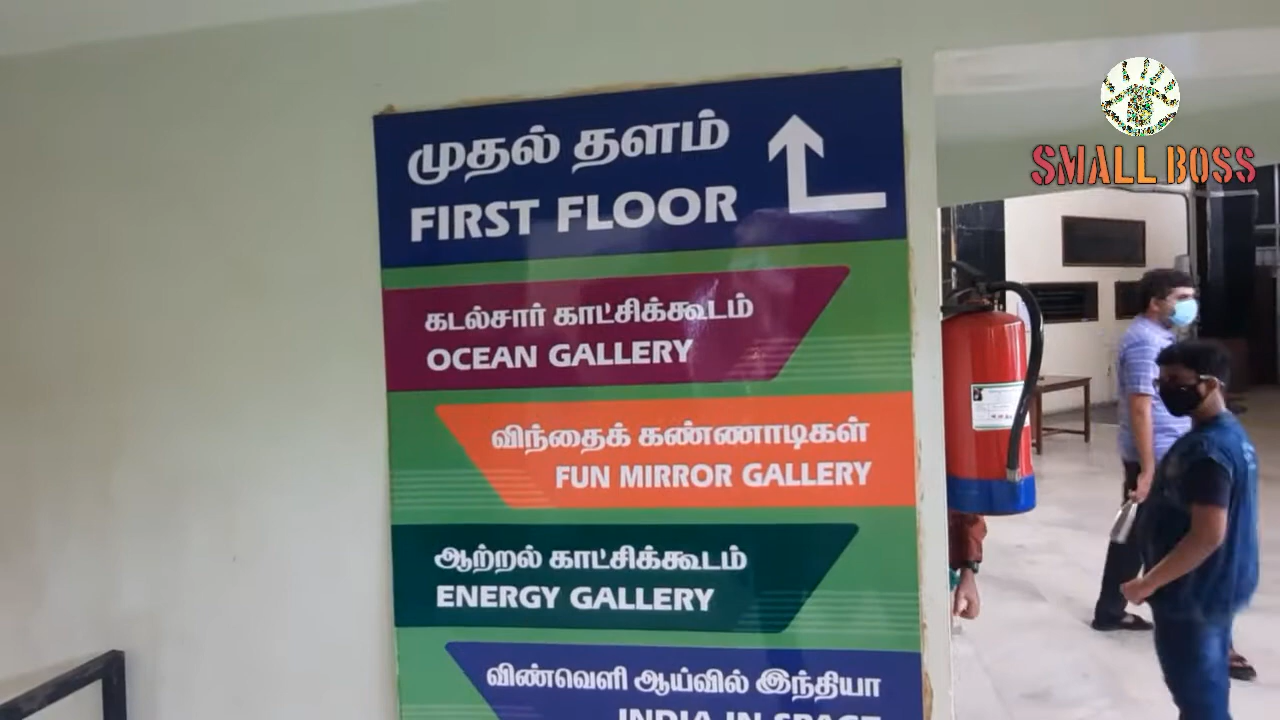 முதல் தளம்
FIRST FLOOR
கடல்சார் காட்சிக்கூடம்
OCEAN GALLERY
விந்தைக் கண்ணாடிகள்
FUN MIRROR GALLERY
ஆற்றல் காட்சிக்கூடம்
ENERGY GALLERY
விண்வெளி ஆய்வில் இந்தியா
INDIA IN SPACE
SMALL BOSS